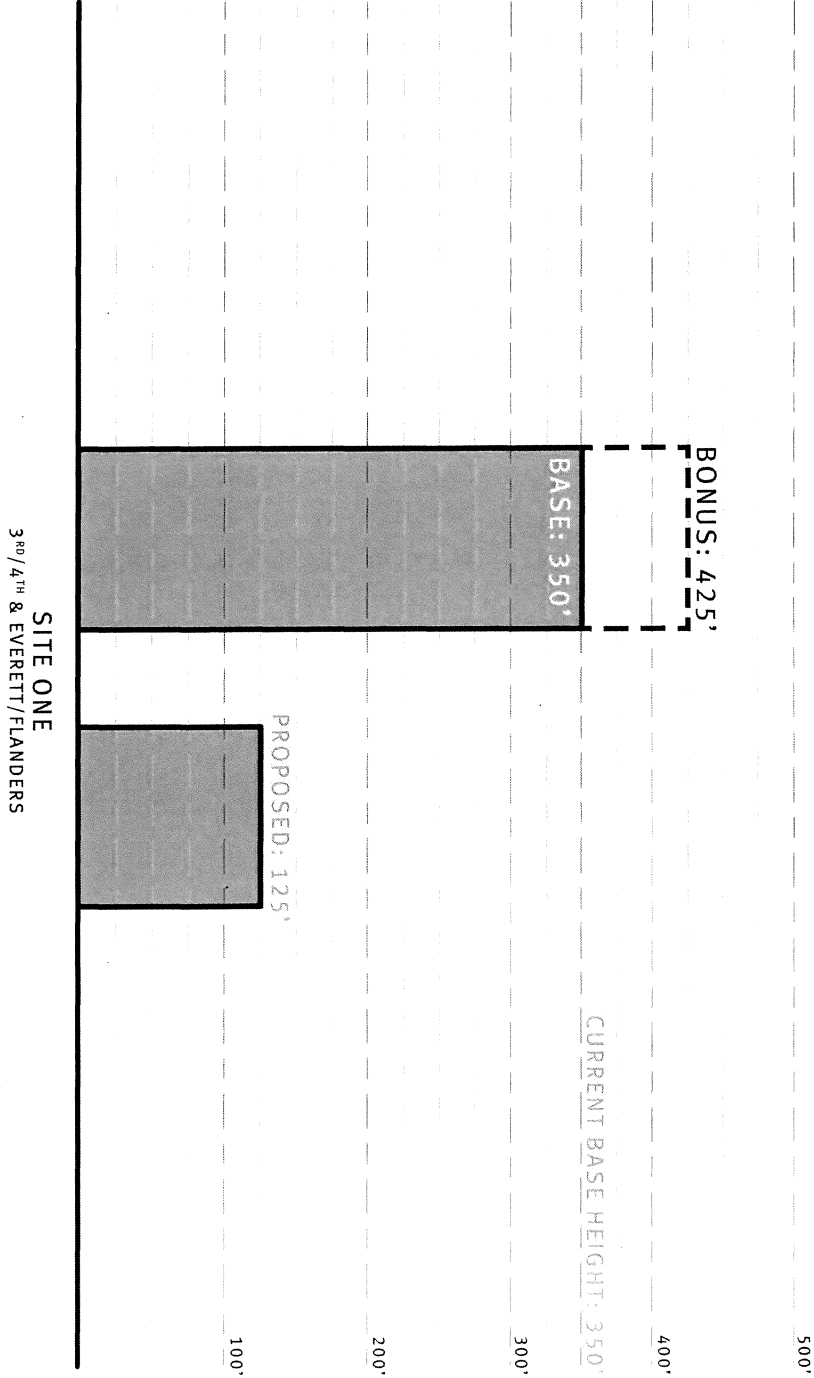 500'
400'
CURRENT BASE HEIGHT: 350'
300'
200'
100'
BONUS: 425'
BASE: 350'
PROPOSED: 125'
SITE ONE
3RD/4TH & EVERETT/FLANDERS